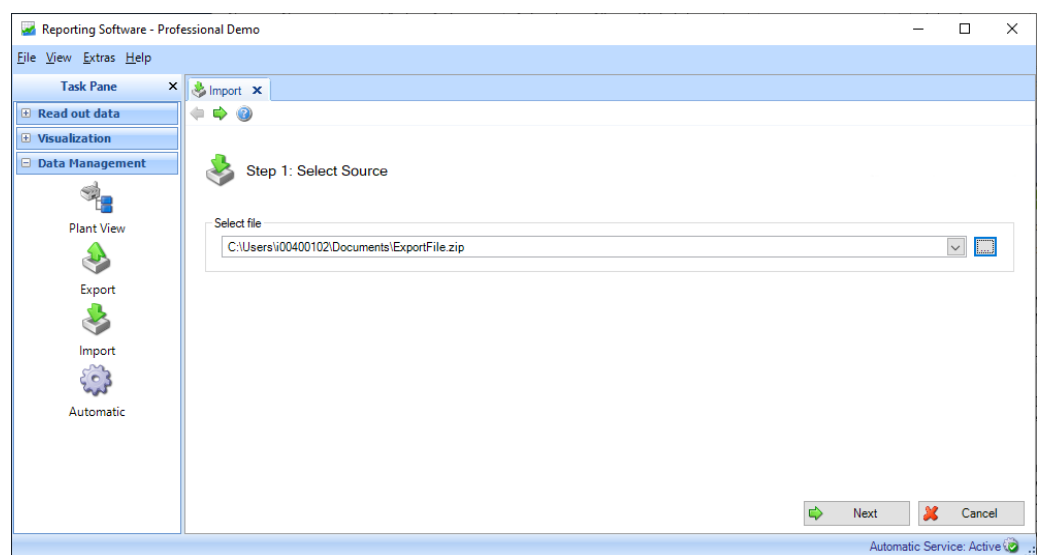 Reporting Software - Professional Demo
File View Extras Help
Task Pane
Import
Read out data
Visualization
Data Management
Step 1: Select Source
Plant View
Select file
C:\Users\i00400102\Documents\ExportFile.zip
...
Export
Import
Automatic
Next
Cancel
Automatic Service: Active